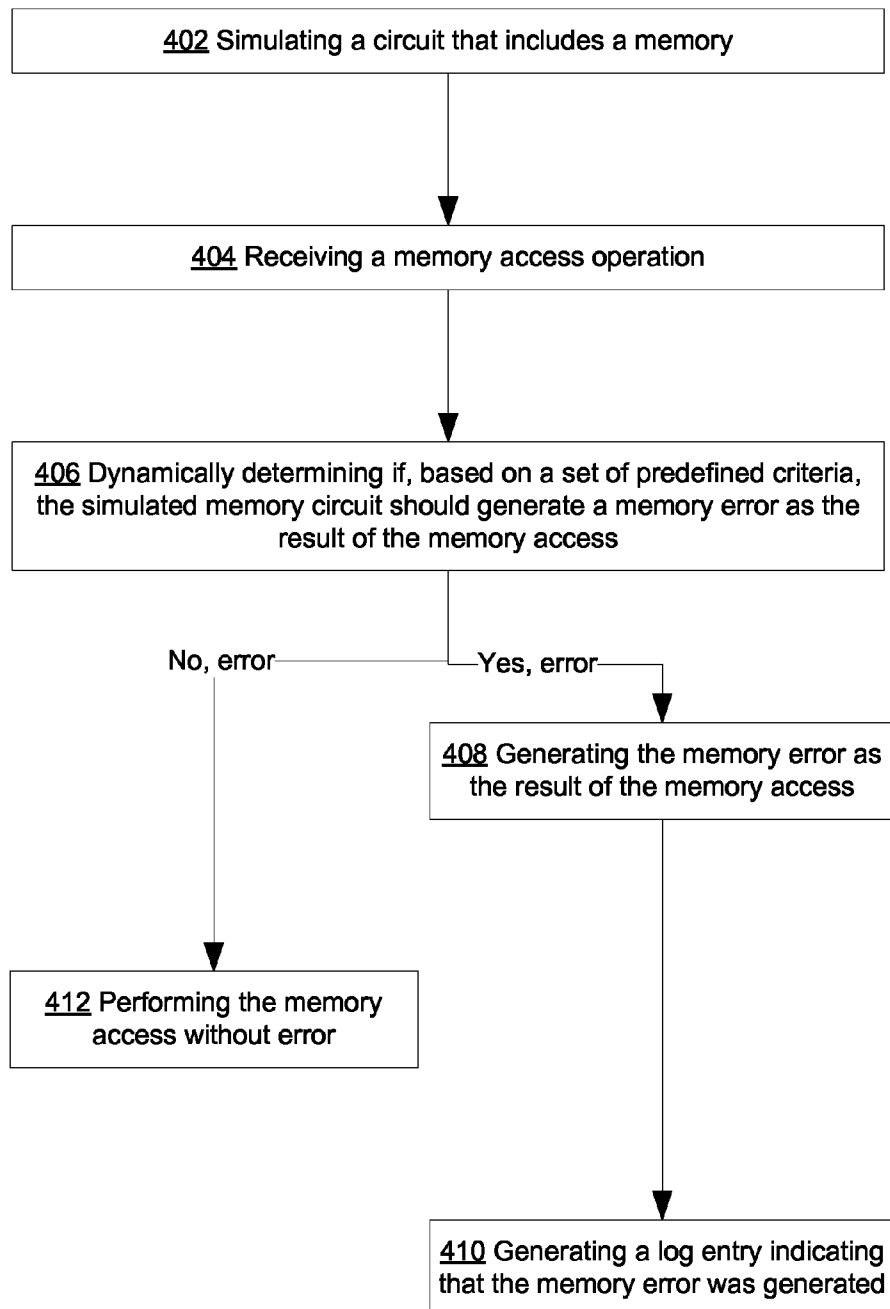 402 Simulating a circuit that includes a memory
404 Receiving a memory access operation
406 Dynamically determining if, based on a set of predefined criteria,
the simulated memory circuit should generate a memory error as the
result of the memory access
No, error
Yes, error
408 Generating the memory error as
the result of the memory access
412 Performing the memory
access without error
410 Generating a log entry indicating
that the memory error was generated